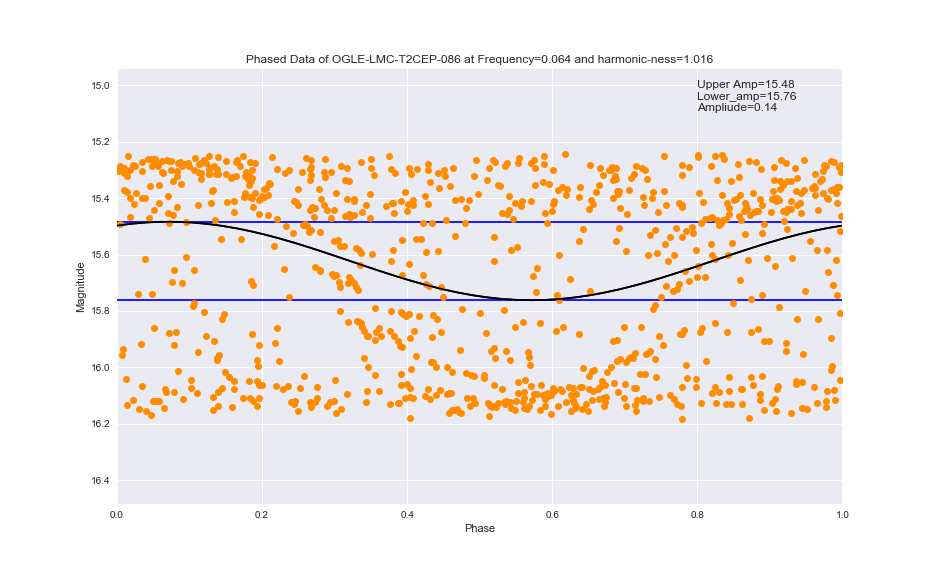 Phased Data of OGLE-LMC-T2CEP-086 at Frequency=0.064 and harmonic-ness=1.016
Upper Amp=15.48
Lower_amp=15.76
Ampliude=0.14
15.0
15.2
15.4
15.6
15.8
16.0
16.2
16.4
Magnitude
0.0 0.2 0.4 0.6 0.8 1.0
Phase